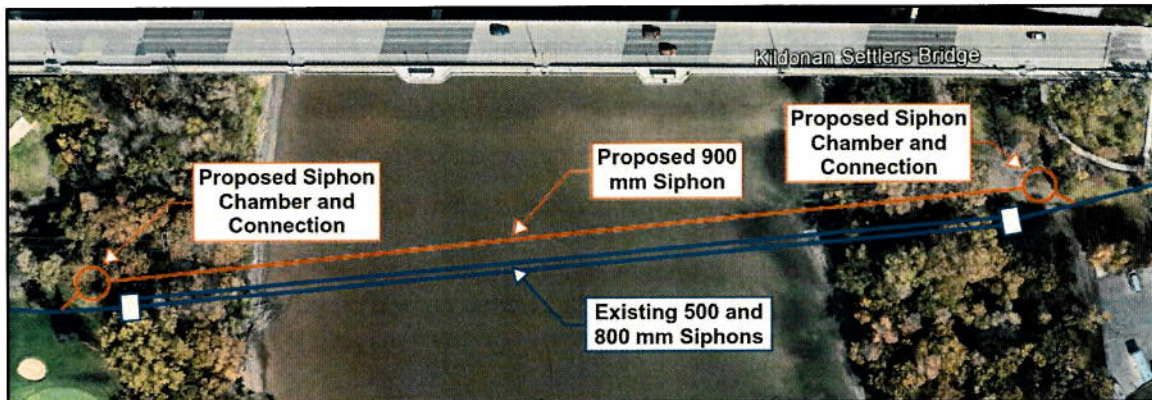 Kildonan Settlers Bridge
Proposed Siphon
Chamber and
Connection
Proposed 900
mm Siphon
Proposed Siphon
Chamber and
Connection
Existing 500 and
800 mm Siphons